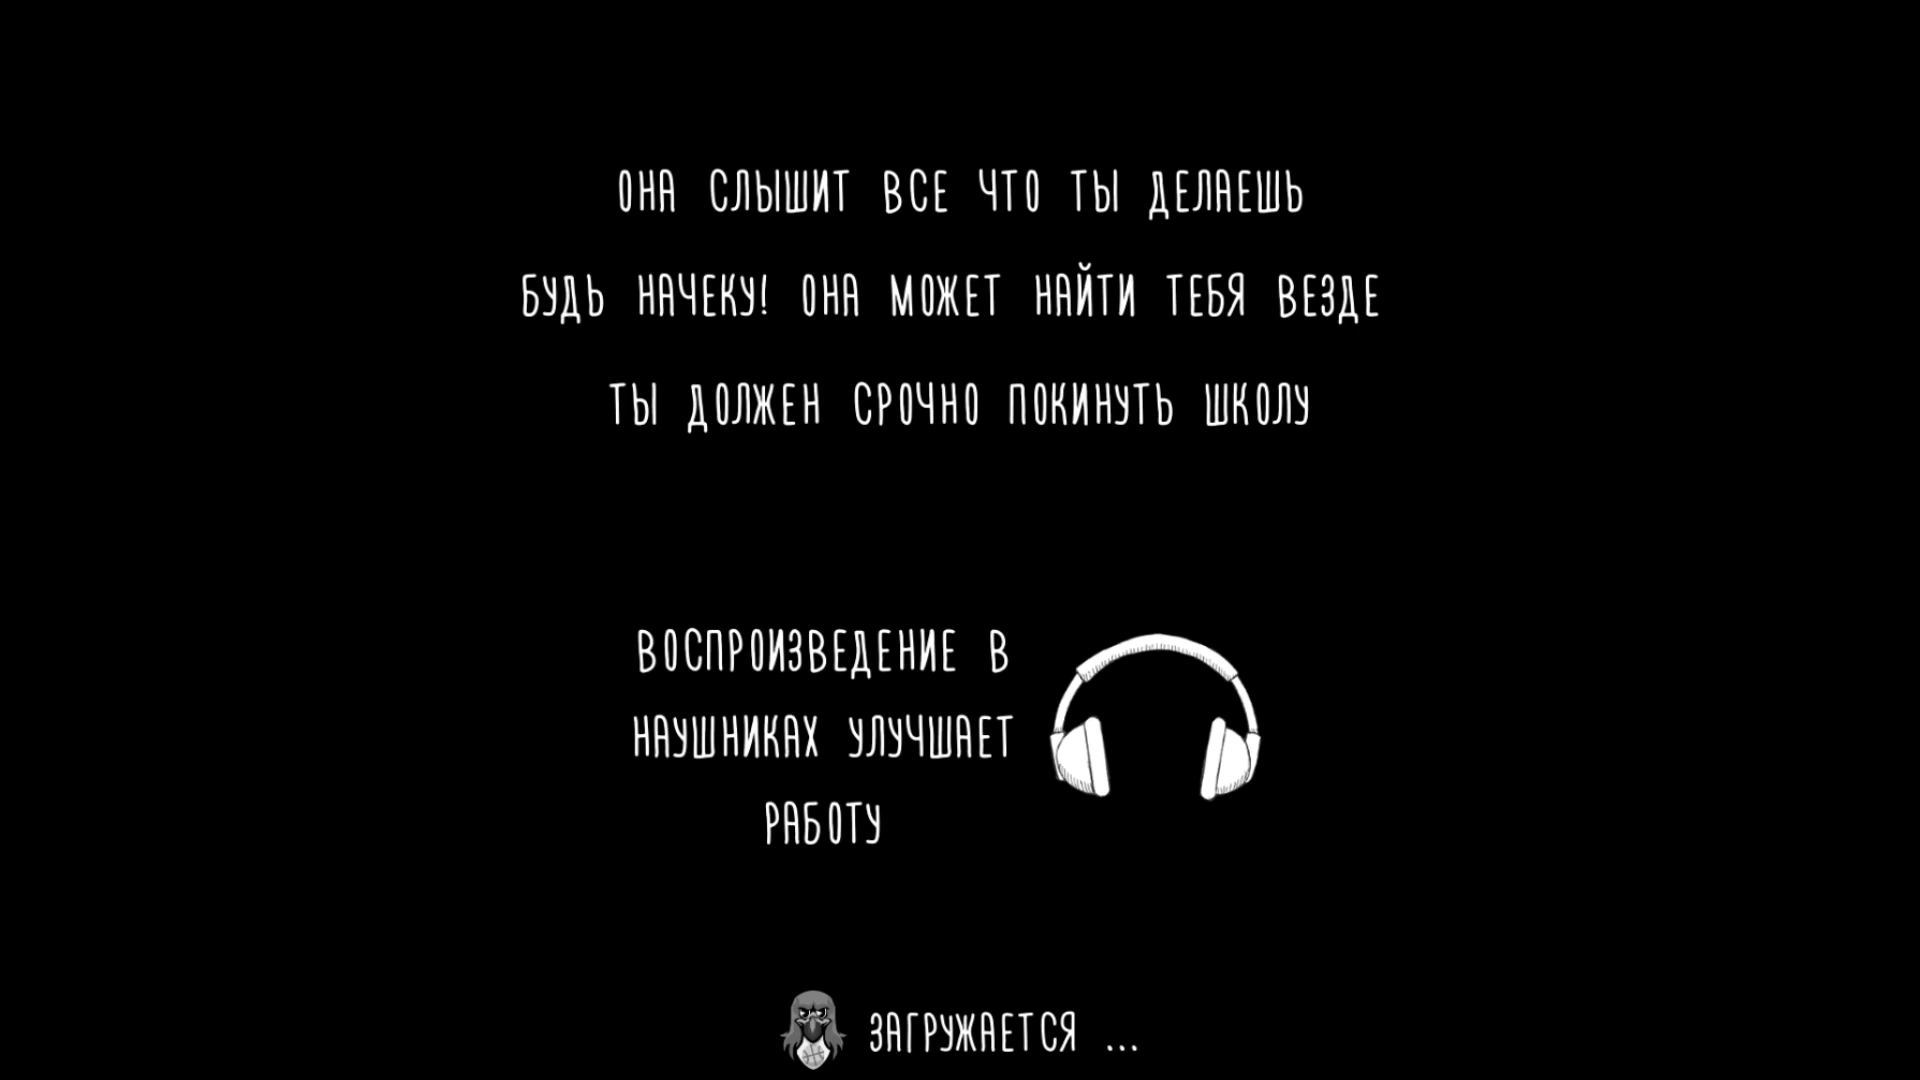 ОНА СЛЫШИТ ВСЕ ЧТО ТЫ ДЕЛАЕШЬ
БУДЬ НАЧЕКУ! ОНА МОЖЕТ НАЙТИ ТЕБЯ ВЕЗДЕ
ТЫ ДОЛЖЕН СРОЧНО ПОКИНУТЬ ШКОЛУ
ВОСПРОИЗВЕДЕНИЕ В
НАУШНИКАХ УЛУЧШАЕТ
РАБОТУ
ЗАГРУЖАЕТСЯ ...